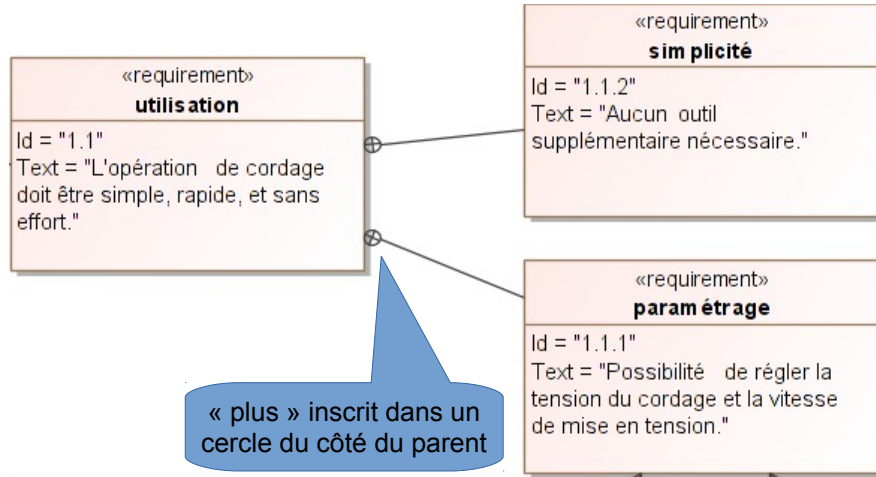 «requirement»
utilisation
Id = "1.1"
Text = "L'opération de cordage
doit être simple, rapide, et sans
effort."
«requirement»
simplicité
Id = "1.1.2"
Text = "Aucun outil
supplémentaire nécessaire."
«requirement»
paramétrage
Id = "1.1.1"
Text = "Possibilité de régler la
tension du cordage et la vitesse
de mise en tension."
« plus » inscrit dans un
cercle du côté du parent